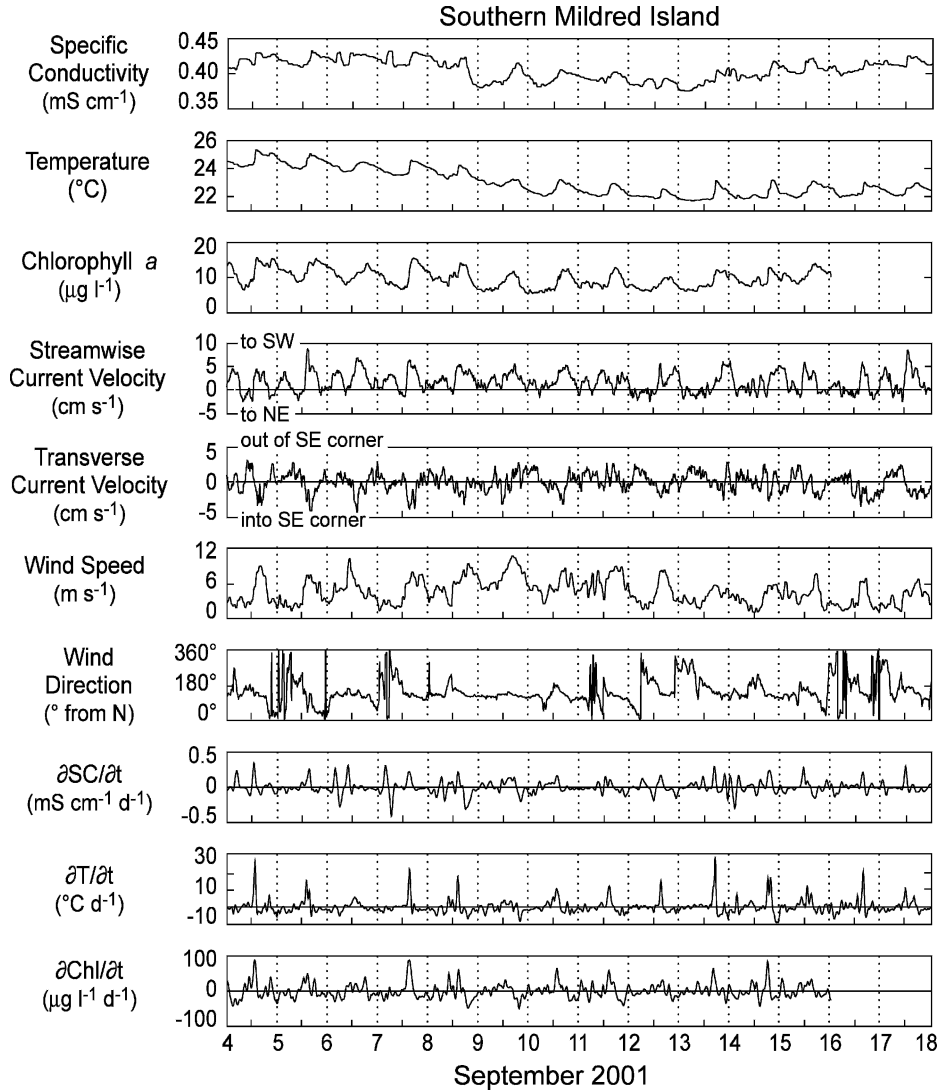 Southern Mildred Island
Specific
Conductivity
(mS cm⁻¹)
0.45
0.40
0.35
Temperature
(°C)
26
24
22
Chlorophyll a
(µg l⁻¹)
20
10
0
Streamwise
Current Velocity
(cm s⁻¹)
10
5
0
-5
to SW
to NE
Transverse
Current Velocity
(cm s⁻¹)
5
0
-5
out of SE corner
into SE corner
Wind Speed
(m s⁻¹)
12
6
0
Wind
Direction
(° from N)
360°
180°
0°
∂SC/∂t
(mS cm⁻¹ d⁻¹)
0.5
0
-0.5
∂T/∂t
(°C d⁻¹)
30
10
-10
∂Chl/∂t
(µg l⁻¹ d⁻¹)
100
0
-100
4 5 6 7 8 9 10 11 12 13 14 15 16 17 18
September 2001